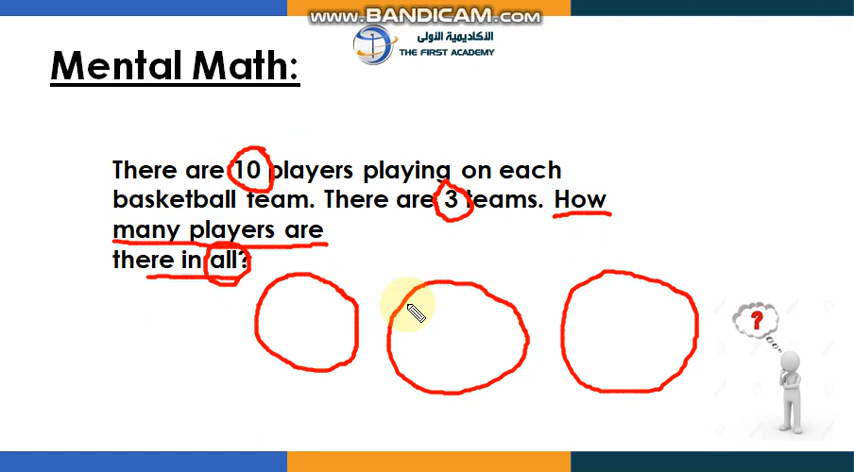 www.BANDICAM.com
الأكاديمية الأولى
THE FIRST ACADEMY
Mental Math:
There are 10 players playing on each
basketball team. There are 3 teams. How
many players are
there in all?
?